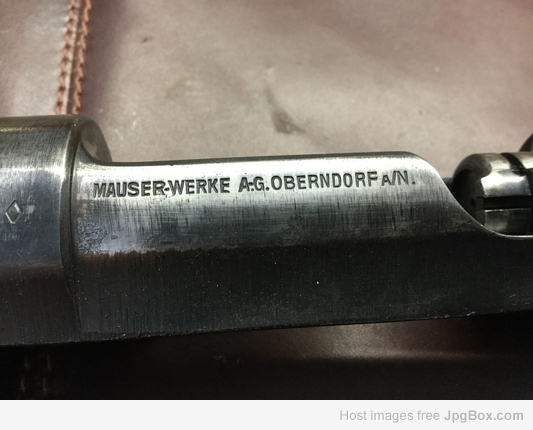 MAUSER-WERKE A.-G. OBERNDORF A/N.
Host images free JpgBox.com